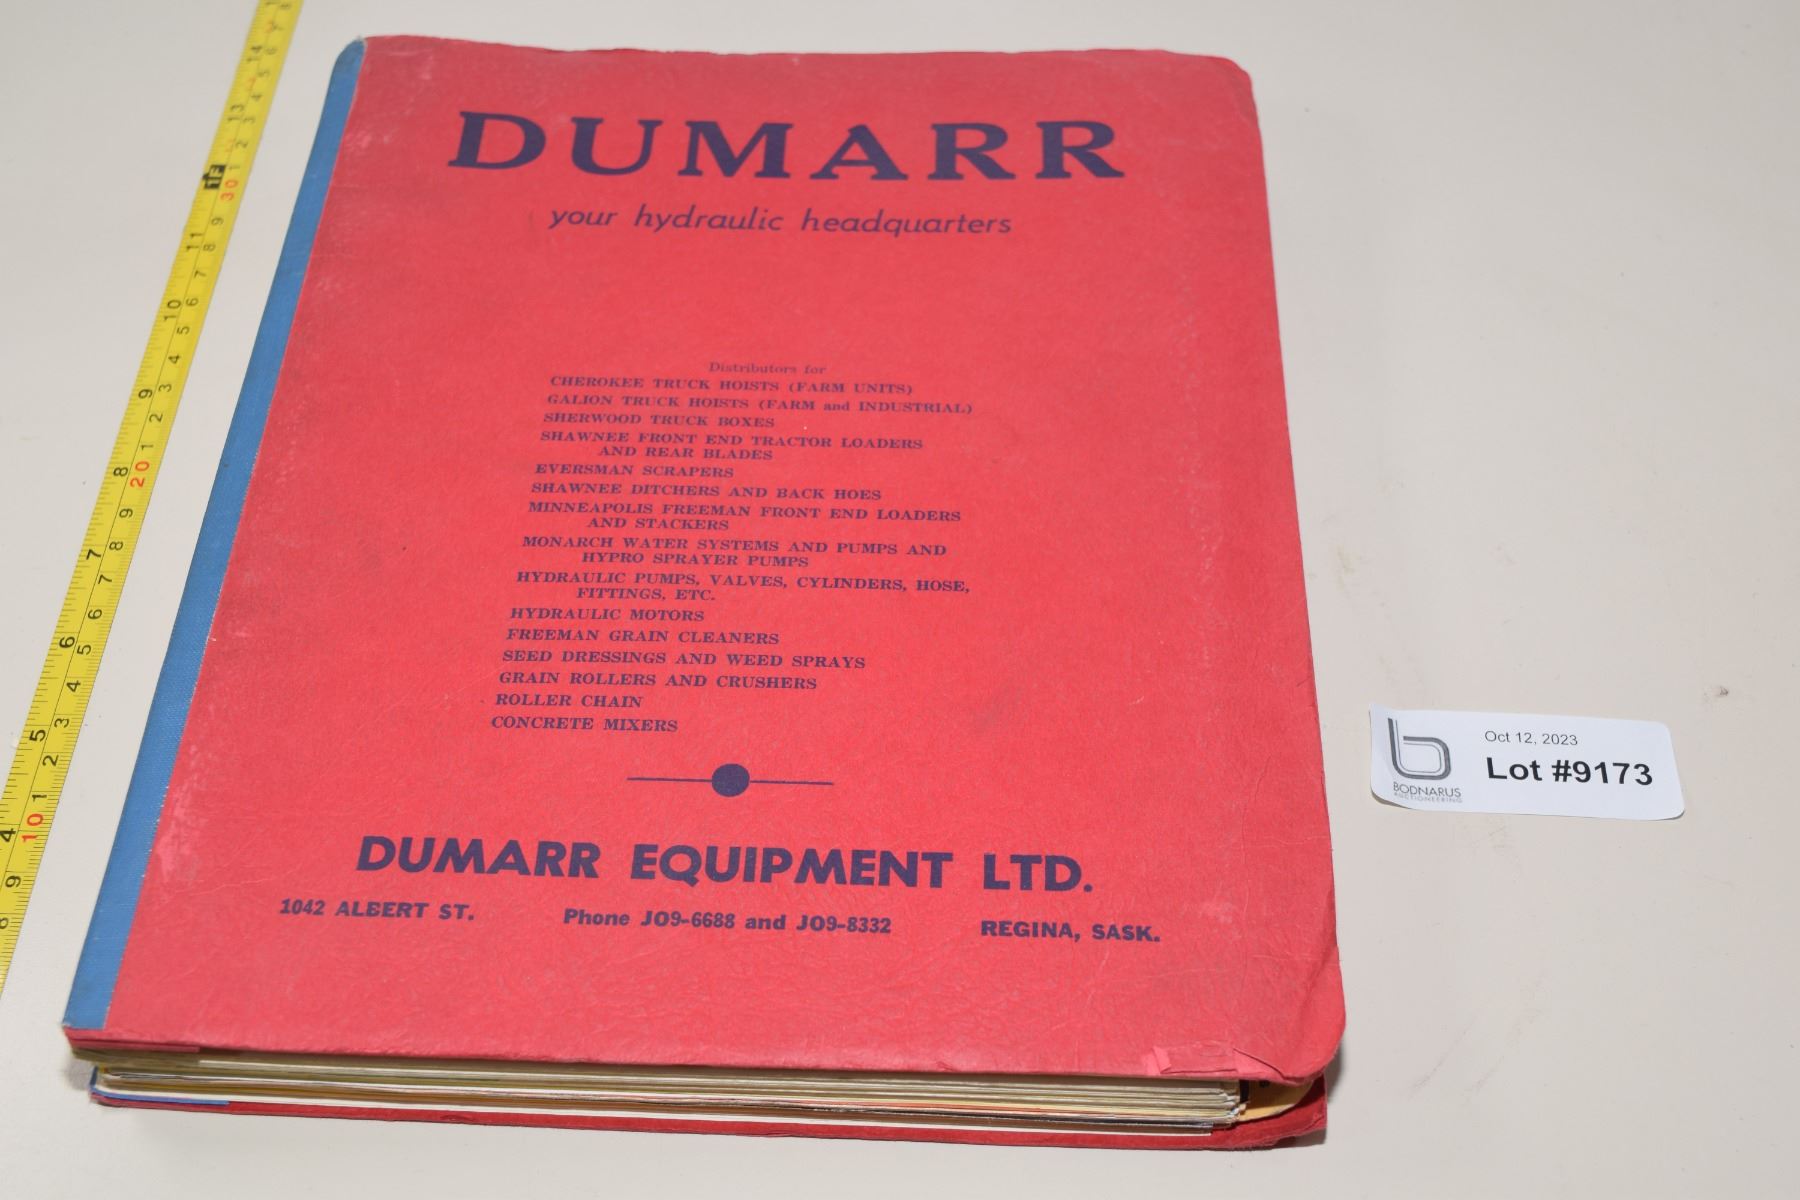 DUMARR
your hydraulic headquarters
Distributors for
CHEROKEE TRUCK HOISTS (FARM UNITS)
GALION TRUCK HOISTS (FARM and INDUSTRIAL)
SHERWOOD TRUCK BOXES
SHAWNEE FRONT END TRACTOR LOADERS
AND REAR BLADES
EVERSMAN SCRAPERS
SHAWNEE DITCHERS AND BACK HOES
MINNEAPOLIS FREEMAN FRONT END LOADERS
AND STACKERS
MONARCH WATER SYSTEMS AND PUMPS AND
HYPRO SPRAYER PUMPS
HYDRAULIC PUMPS, VALVES, CYLINDERS, HOSE,
FITTINGS, ETC.
HYDRAULIC MOTORS
FREEMAN GRAIN CLEANERS
SEED DRESSINGS AND WEED SPRAYS
GRAIN ROLLERS AND CRUSHERS
ROLLER CHAIN
CONCRETE MIXERS
DUMARR EQUIPMENT LTD.
1042 ALBERT ST. Phone JO9-6688 and JO9-8332 REGINA, SASK.
Oct 12, 2023
Lot #9173
BODNARUS
AUCTIONEERING